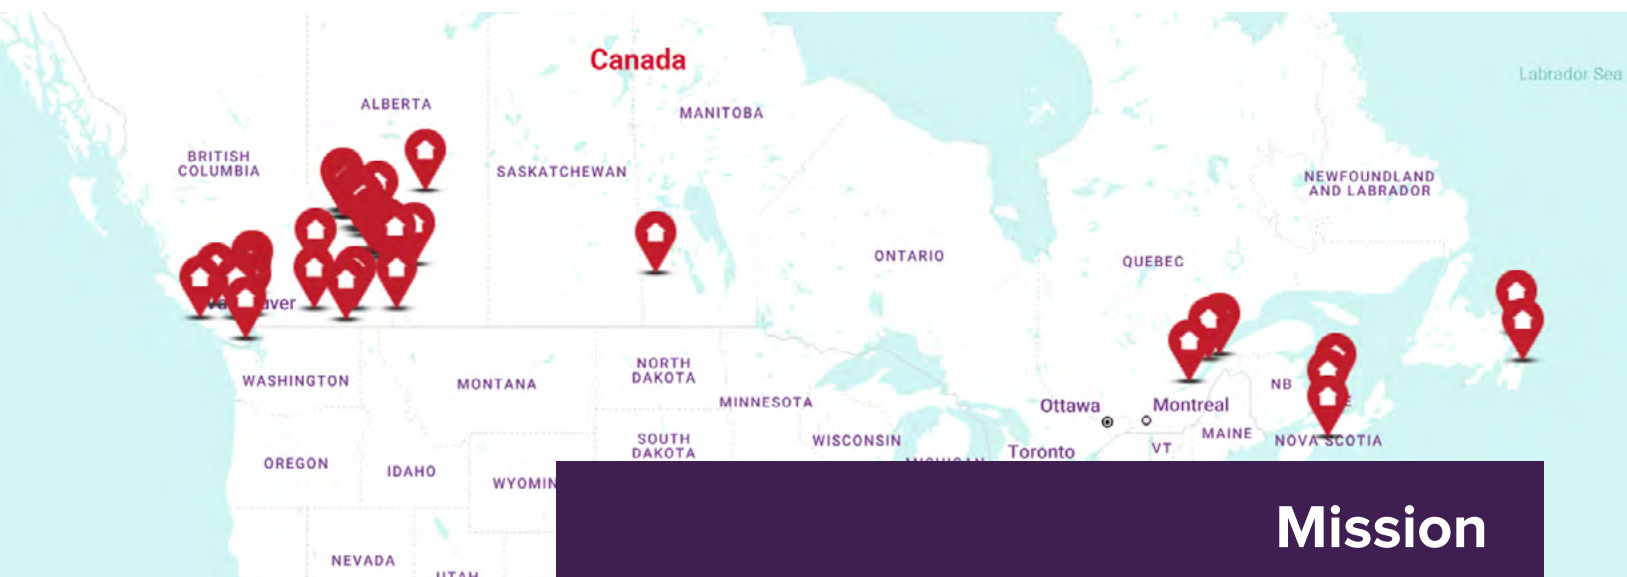 Canada
Labrador Sea
ALBERTA
MANITOBA
BRITISH
COLUMBIA
SASKATCHEWAN
NEWFOUNDLAND
AND LABRADOR
ONTARIO
QUEBEC
WASHINGTON
MONTANA
NORTH
DAKOTA
MINNESOTA
NB
Ottawa
Montreal
MAINE
NOVA SCOTIA
OREGON
IDAHO
SOUTH
DAKOTA
WISCONSIN
Toronto
VT
WYOMIN
Mission
NEVADA